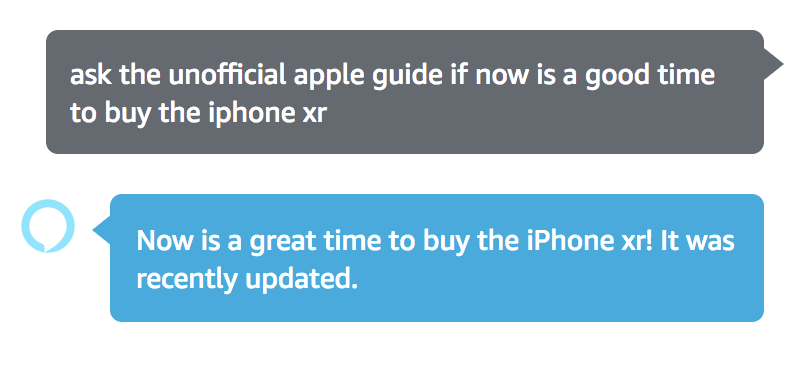 ask the unofficial apple guide if now is a good time
to buy the iphone xr
Now is a great time to buy the iPhone xr! It was
recently updated.